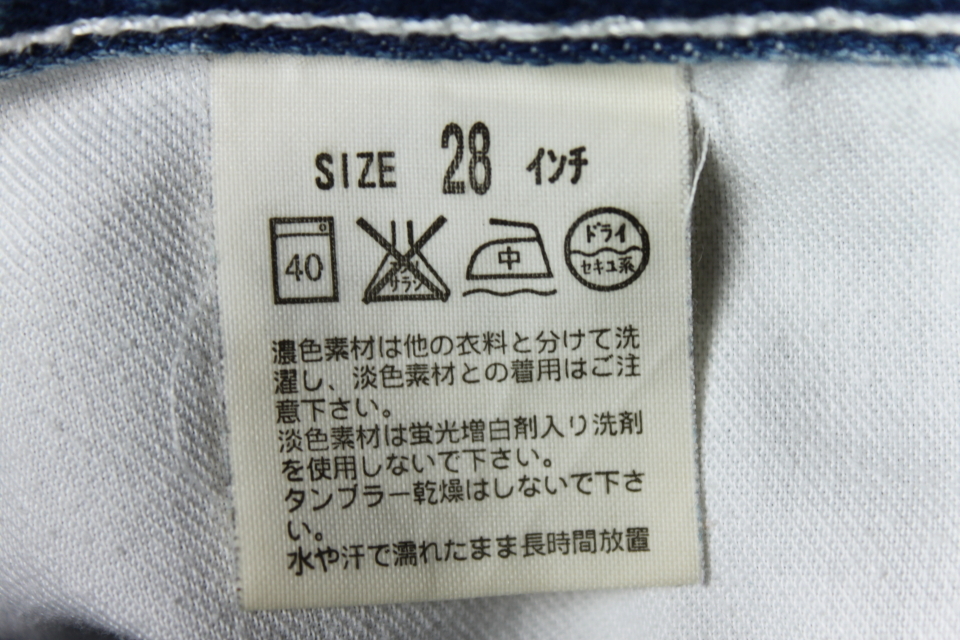 SIZE 28 インチ
40 エンソサラシ 中 ドライ セキユ系
濃色素材は他の衣料と分けて洗
濯し、淡色素材との着用はご注
意下さい。
淡色素材は蛍光増白剤入り洗剤
を使用しないで下さい。
タンブラー乾燥はしないで下さ
い。
水や汗で濡れたまま長時間放置